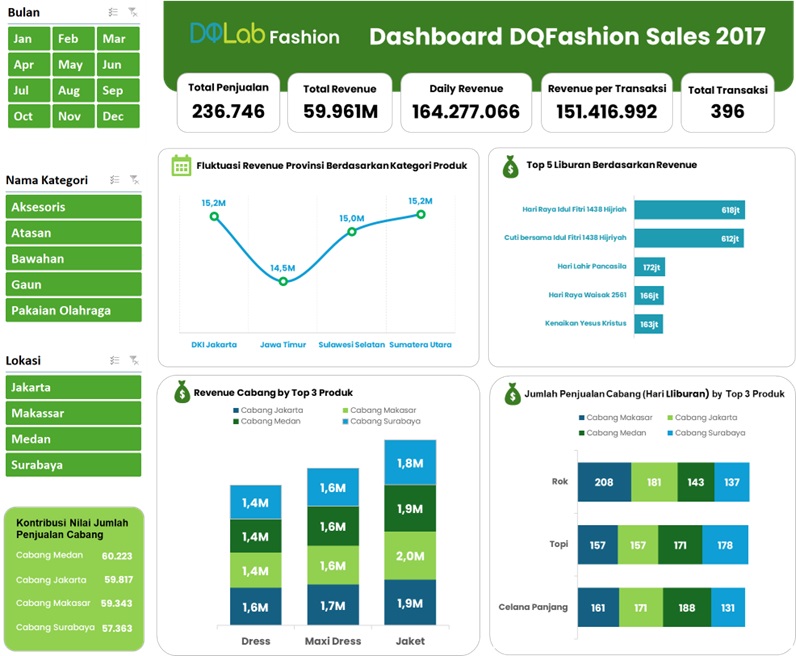 Bulan
Jan Feb Mar
Apr May Jun
Jul Aug Sep
Oct Nov Dec
Nama Kategori
Aksesoris
Atasan
Bawahan
Gaun
Pakaian Olahraga
Lokasi
Jakarta
Makassar
Medan
Surabaya
Kontribusi Nilai Jumlah
Penjualan Cabang
Cabang Medan 60.223
Cabang Jakarta 59.817
Cabang Makasar 59.343
Cabang Surabaya 57.363
DQLab Fashion
Dashboard DQFashion Sales 2017
Total Penjualan
236.746
Total Revenue
59.961M
Daily Revenue
164.277.066
Revenue per Transaksi
151.416.992
Total Transaksi
396
Fluktuasi Revenue Provinsi Berdasarkan Kategori Produk
15,2M 14,5M 15,0M 15.2M
DKI Jakarta Jawa Timur Sulawesi Selatan Sumatera Utara
Top 5 Liburan Berdasarkan Revenue
Hari Raya Idul Fitri 1438 Hijriah 618jt
Cuti bersama Idul Fitri 1438 Hijriyah 612jt
Hari Lahir Pancasila 172jt
Hari Raya Waisak 2561 166jt
Kenaikan Yesus Kristus 163jt
Revenue Cabang by Top 3 Produk
Cabang Jakarta Cabang Makasar
Cabang Medan Cabang Surabaya
1,4M 1,6M 1,8M
1,4M 1,6M 1,9M
1,4M 1,6M 2,0M
1,6M 1,7M 1,9M
Dress Maxi Dress Jaket
Jumlah Penjualan Cabang (Hari Lliburan) by Top 3 Produk
Cabang Makasar Cabang Jakarta
Cabang Medan Cabang Surabaya
Rok 208 181 143 137
Topi 157 157 171 178
Celana Panjang 161 171 188 131